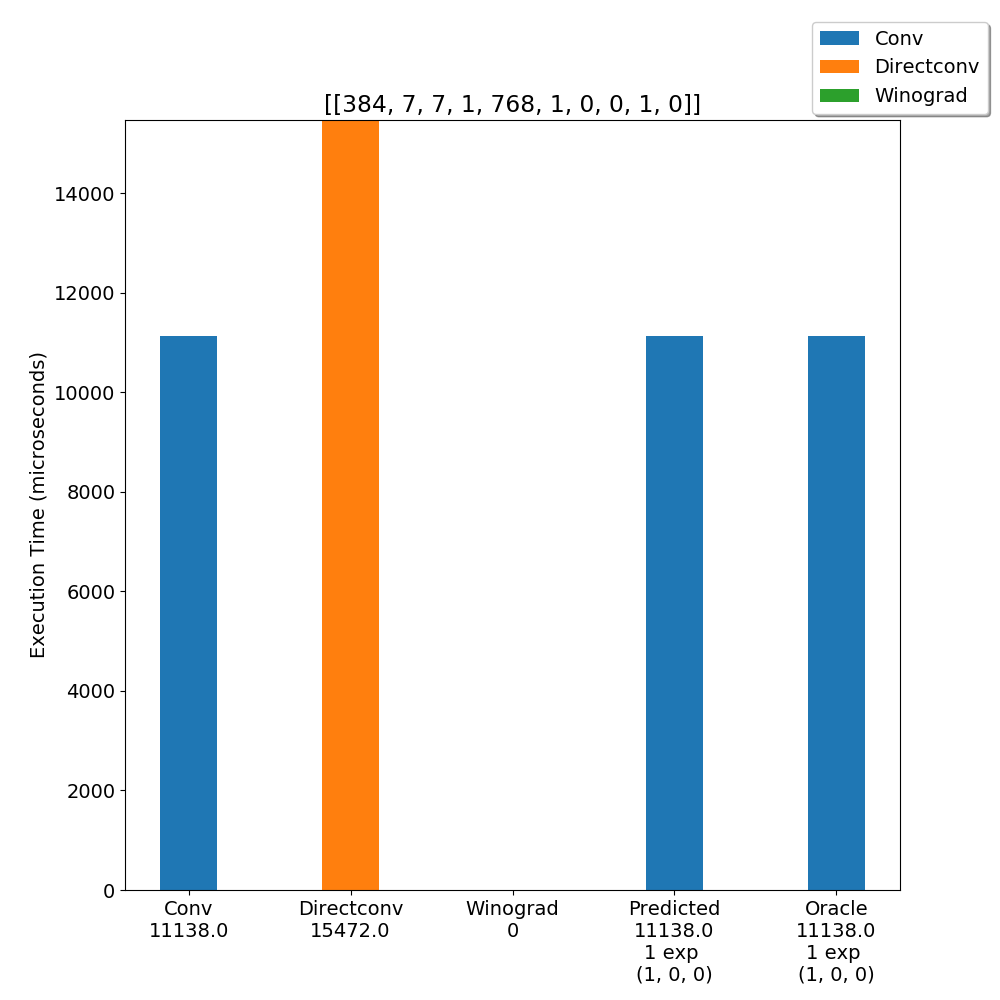 Conv
Directconv
Winograd
[[384, 7, 7, 1, 768, 1, 0, 0, 1, 0]]
Execution Time (microseconds)
14000
12000
10000
8000
6000
4000
2000
0
Conv
11138.0
Directconv
15472.0
Winograd
0
Predicted
11138.0
1 exp
(1, 0, 0)
Oracle
11138.0
1 exp
(1, 0, 0)